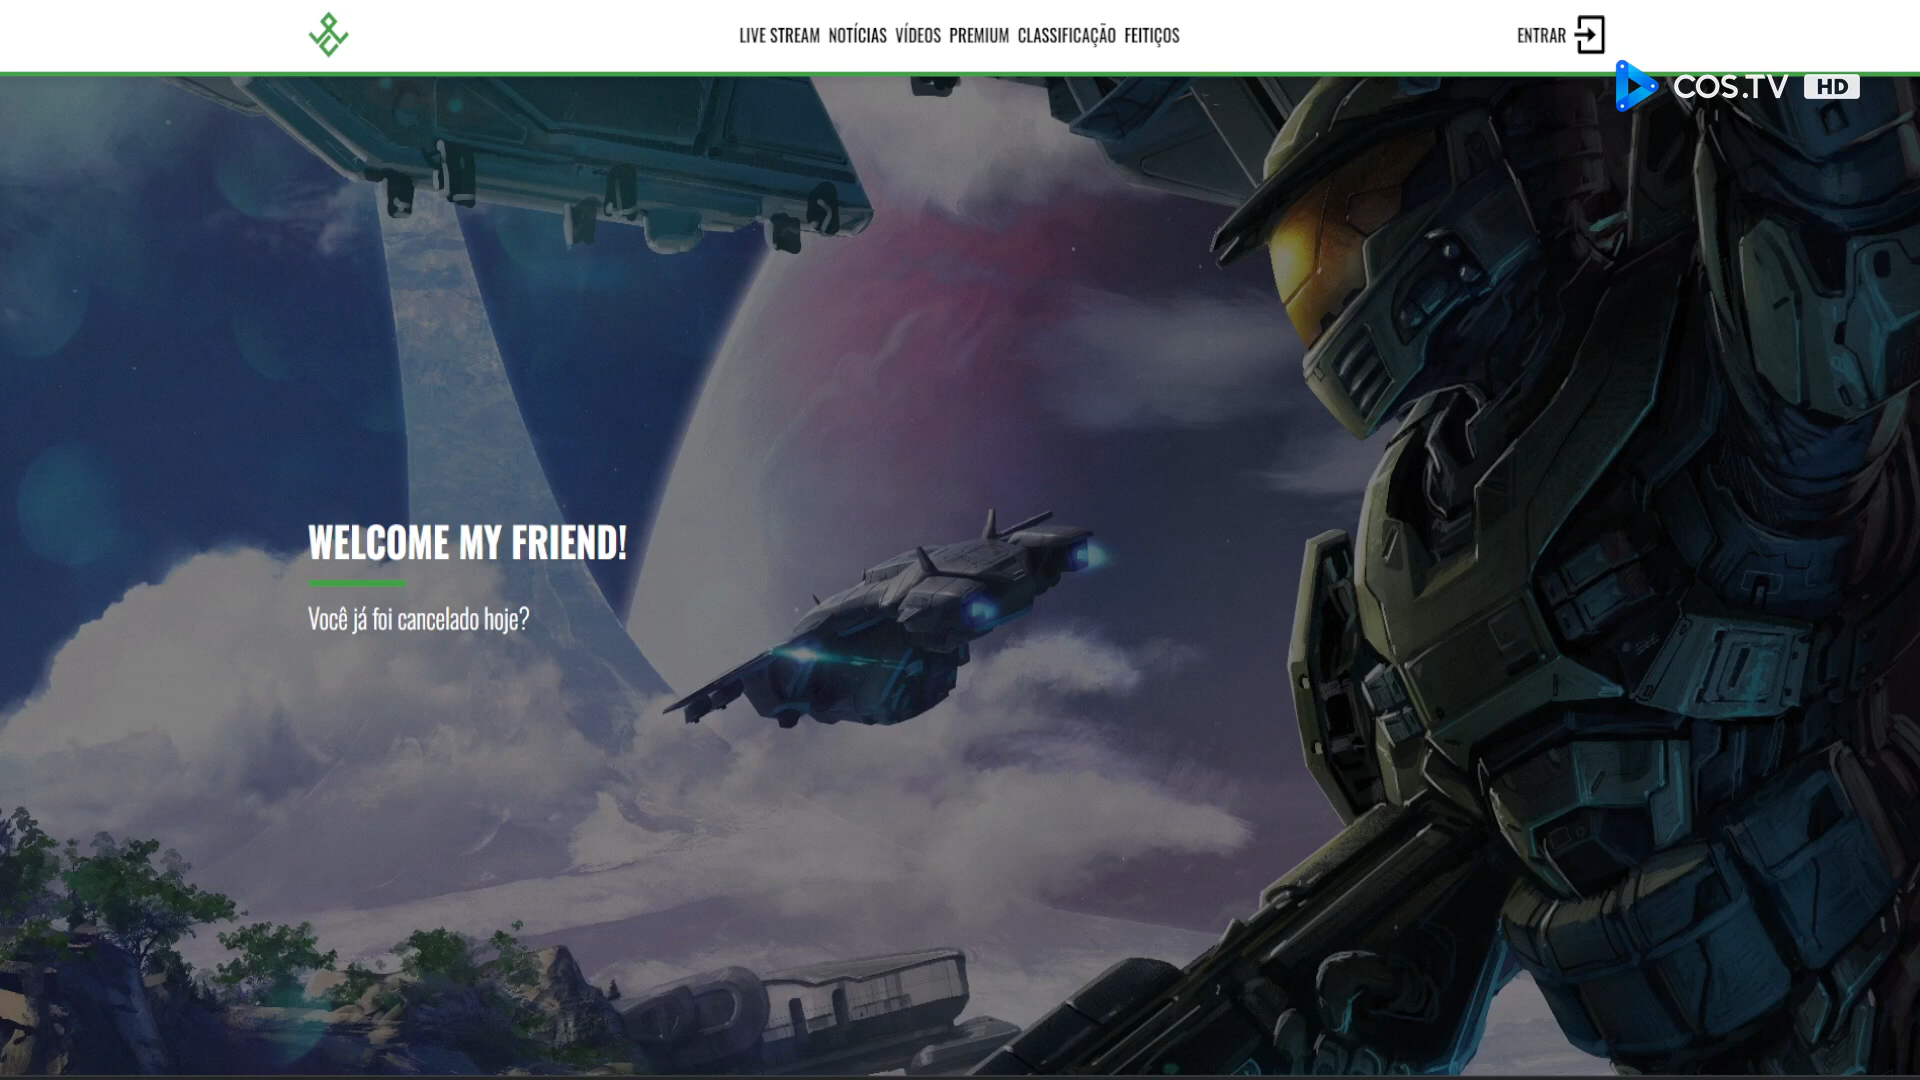 LIVE STREAM NOTÍCIAS VÍDEOS PREMIUM CLASSIFICAÇÃO FEITIÇOS
ENTRAR
COS.TV HD
WELCOME MY FRIEND!
Você já foi cancelado hoje?